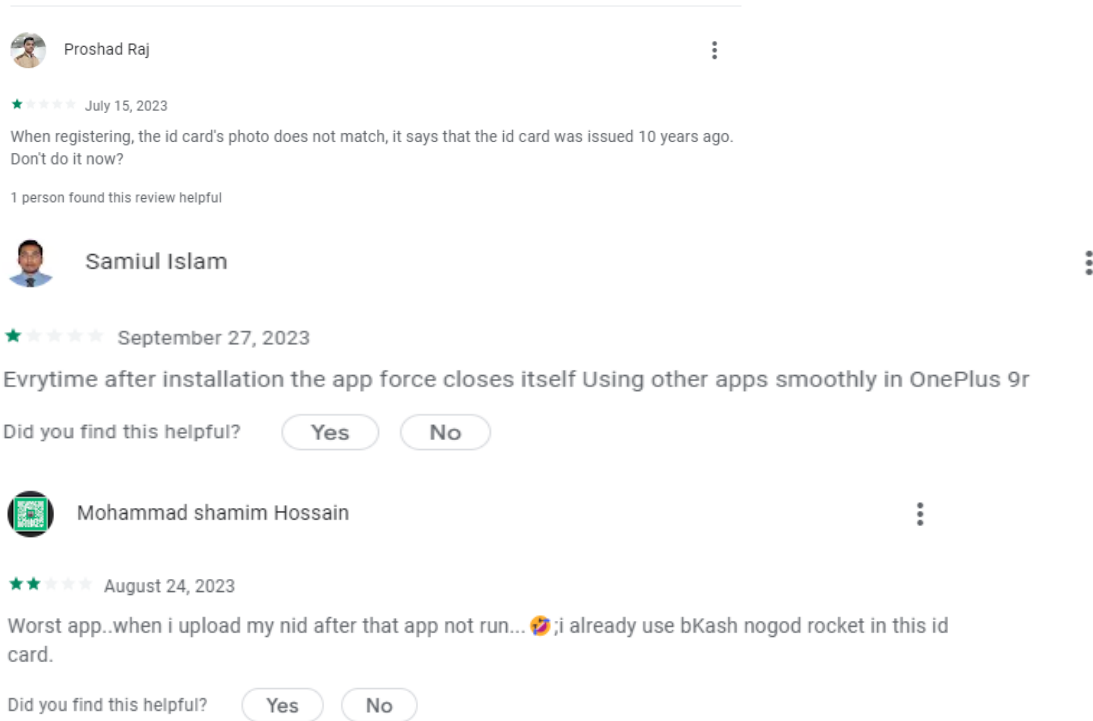 Proshad Raj
July 15, 2023
When registering, the id card's photo does not match, it says that the id card was issued 10 years ago.
Don't do it now?
1 person found this review helpful
Samiul Islam
September 27, 2023
Evrytime after installation the app force closes itself Using other apps smoothly in OnePlus 9r
Did you find this helpful? Yes No
Mohammad shamim Hossain
August 24, 2023
Worst app..when i upload my nid after that app not run... 🤣;i already use bKash nogod rocket in this id
card.
Did you find this helpful? Yes No